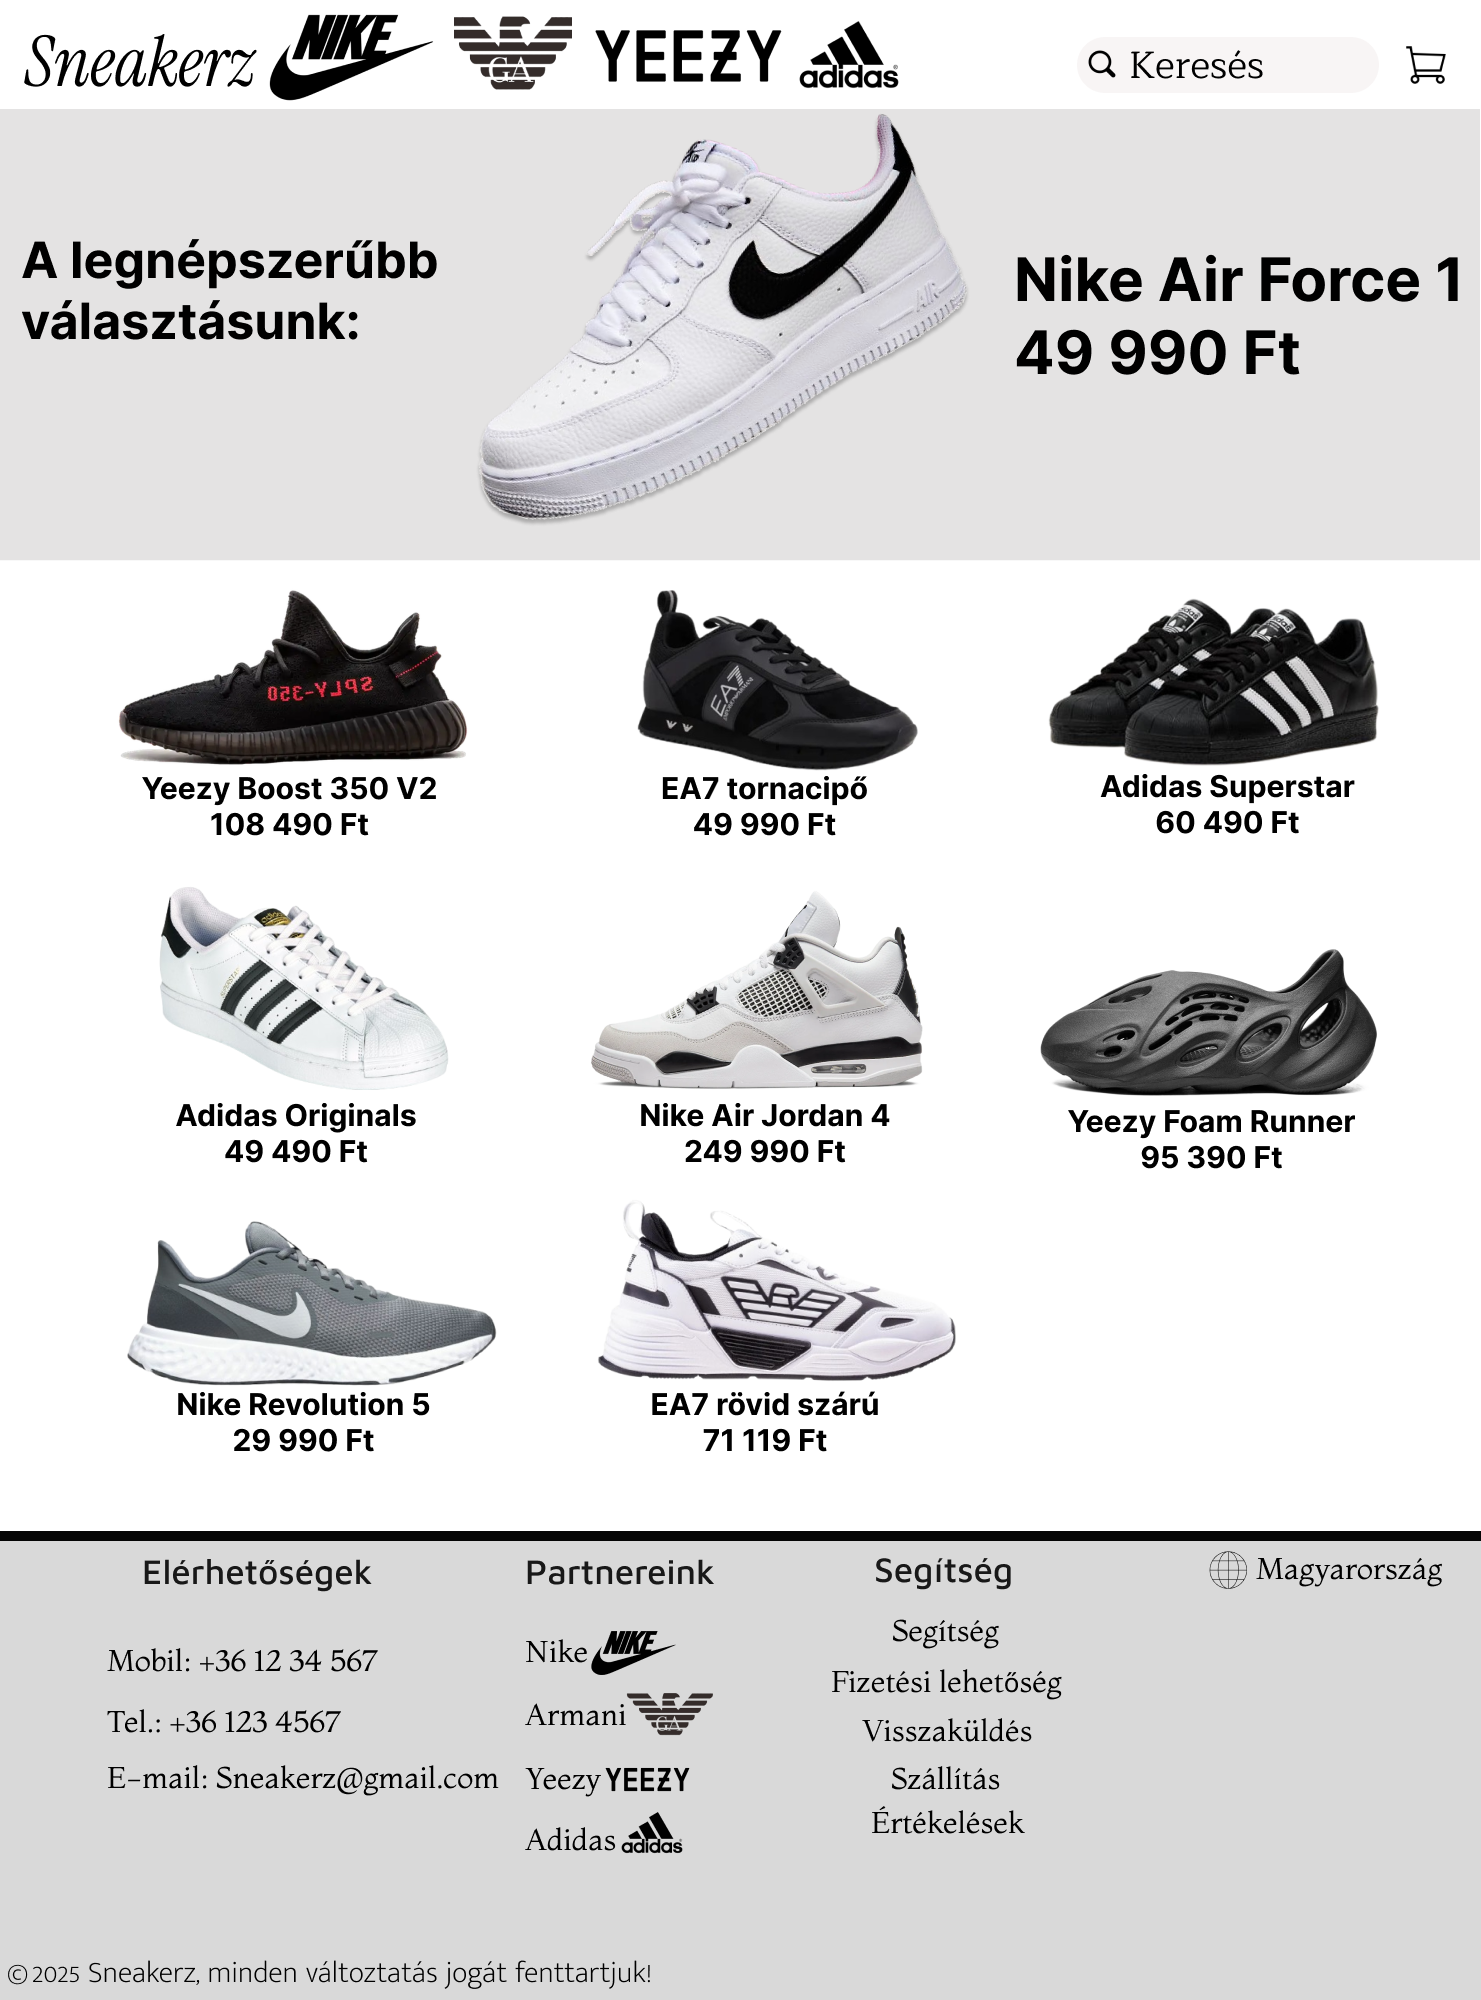 Sneakerz NIKE GA YEEZY adidas Keresés
A legnépszerűbb
választásunk:
AIR
Nike Air Force 1
49 990 Ft
SPLY-350
Yeezy Boost 350 V2
108 490 Ft
EA7
EA7 tornacipő
49 990 Ft
adidas
adidas
Adidas Superstar
60 490 Ft
Adidas Originals
49 490 Ft
Nike Air Jordan 4
249 990 Ft
Yeezy Foam Runner
95 390 Ft
Nike Revolution 5
29 990 Ft
EA7 rövid szárú
71 119 Ft
Elérhetőségek
Mobil: +36 12 34 567
Tel.: +36 123 4567
E-mail: Sneakerz@gmail.com
Partnereink
Nike NIKE
Armani GA
Yeezy YEEZY
Adidas adidas
Segítség
Segítség
Fizetési lehetőség
Visszaküldés
Szállítás
Értékelések
Magyarország
© 2025 Sneakerz, minden változtatás jogát fenttartjuk!